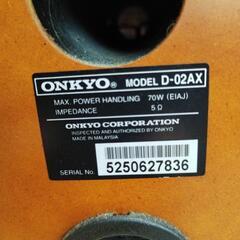 ONKYO® MODEL D-02AX
MAX. POWER HANDLING 70W (EIAJ)
IMPEDANCE 5 Ω
ONKYO CORPORATION
INSPECTED AND AUTHORIZED BY ONKYO
MADE IN MALAYSIA
5250627836
SERIAL No.